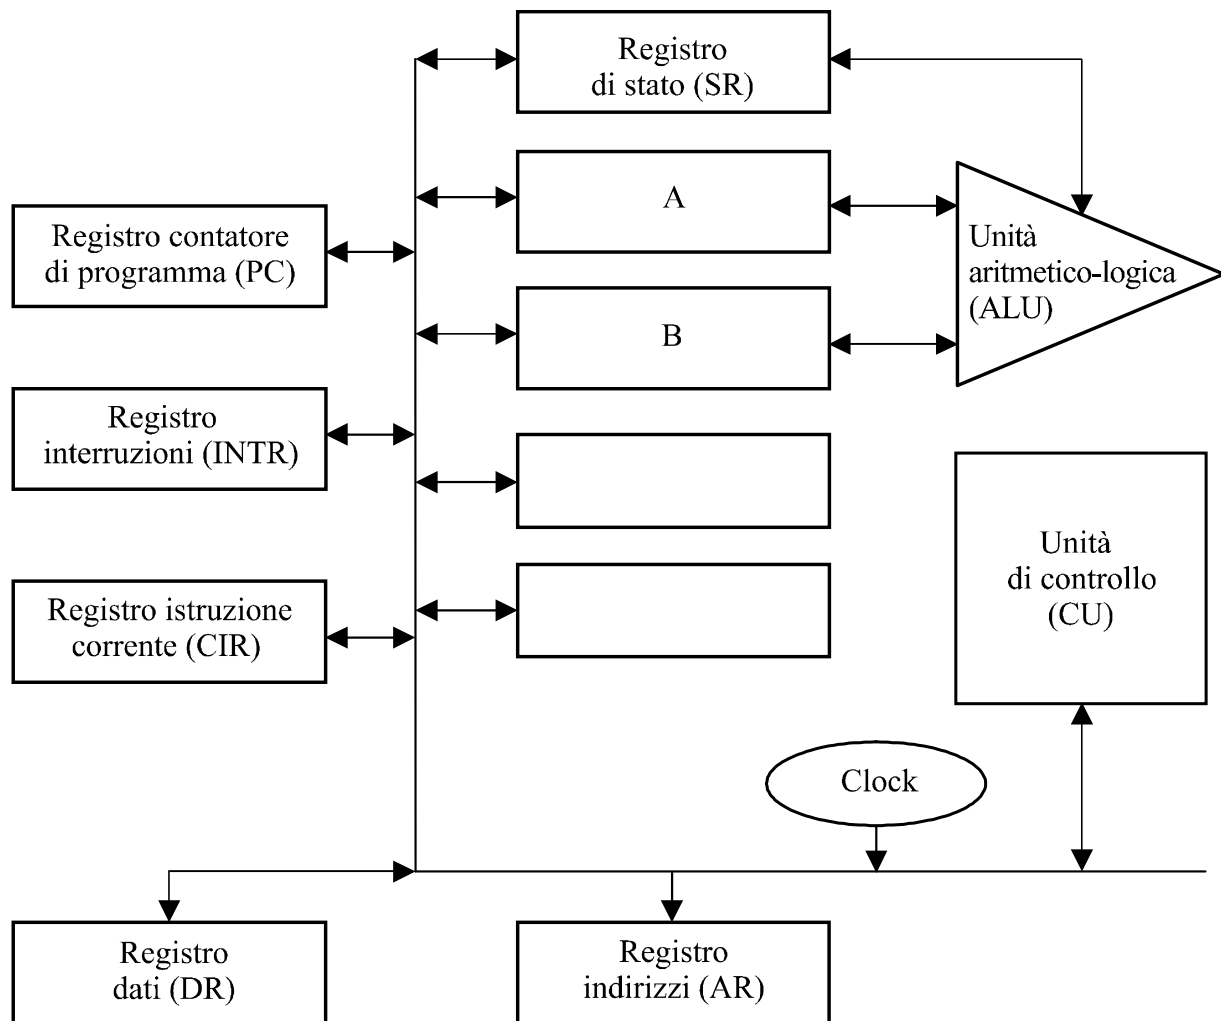 Registro
di stato (SR)
A
Registro contatore
di programma (PC)
Unità
aritmetico-logica
(ALU)
B
Registro
interruzioni (INTR)
Unità
di controllo
(CU)
Registro istruzione
corrente (CIR)
Clock
Registro
dati (DR)
Registro
indirizzi (AR)